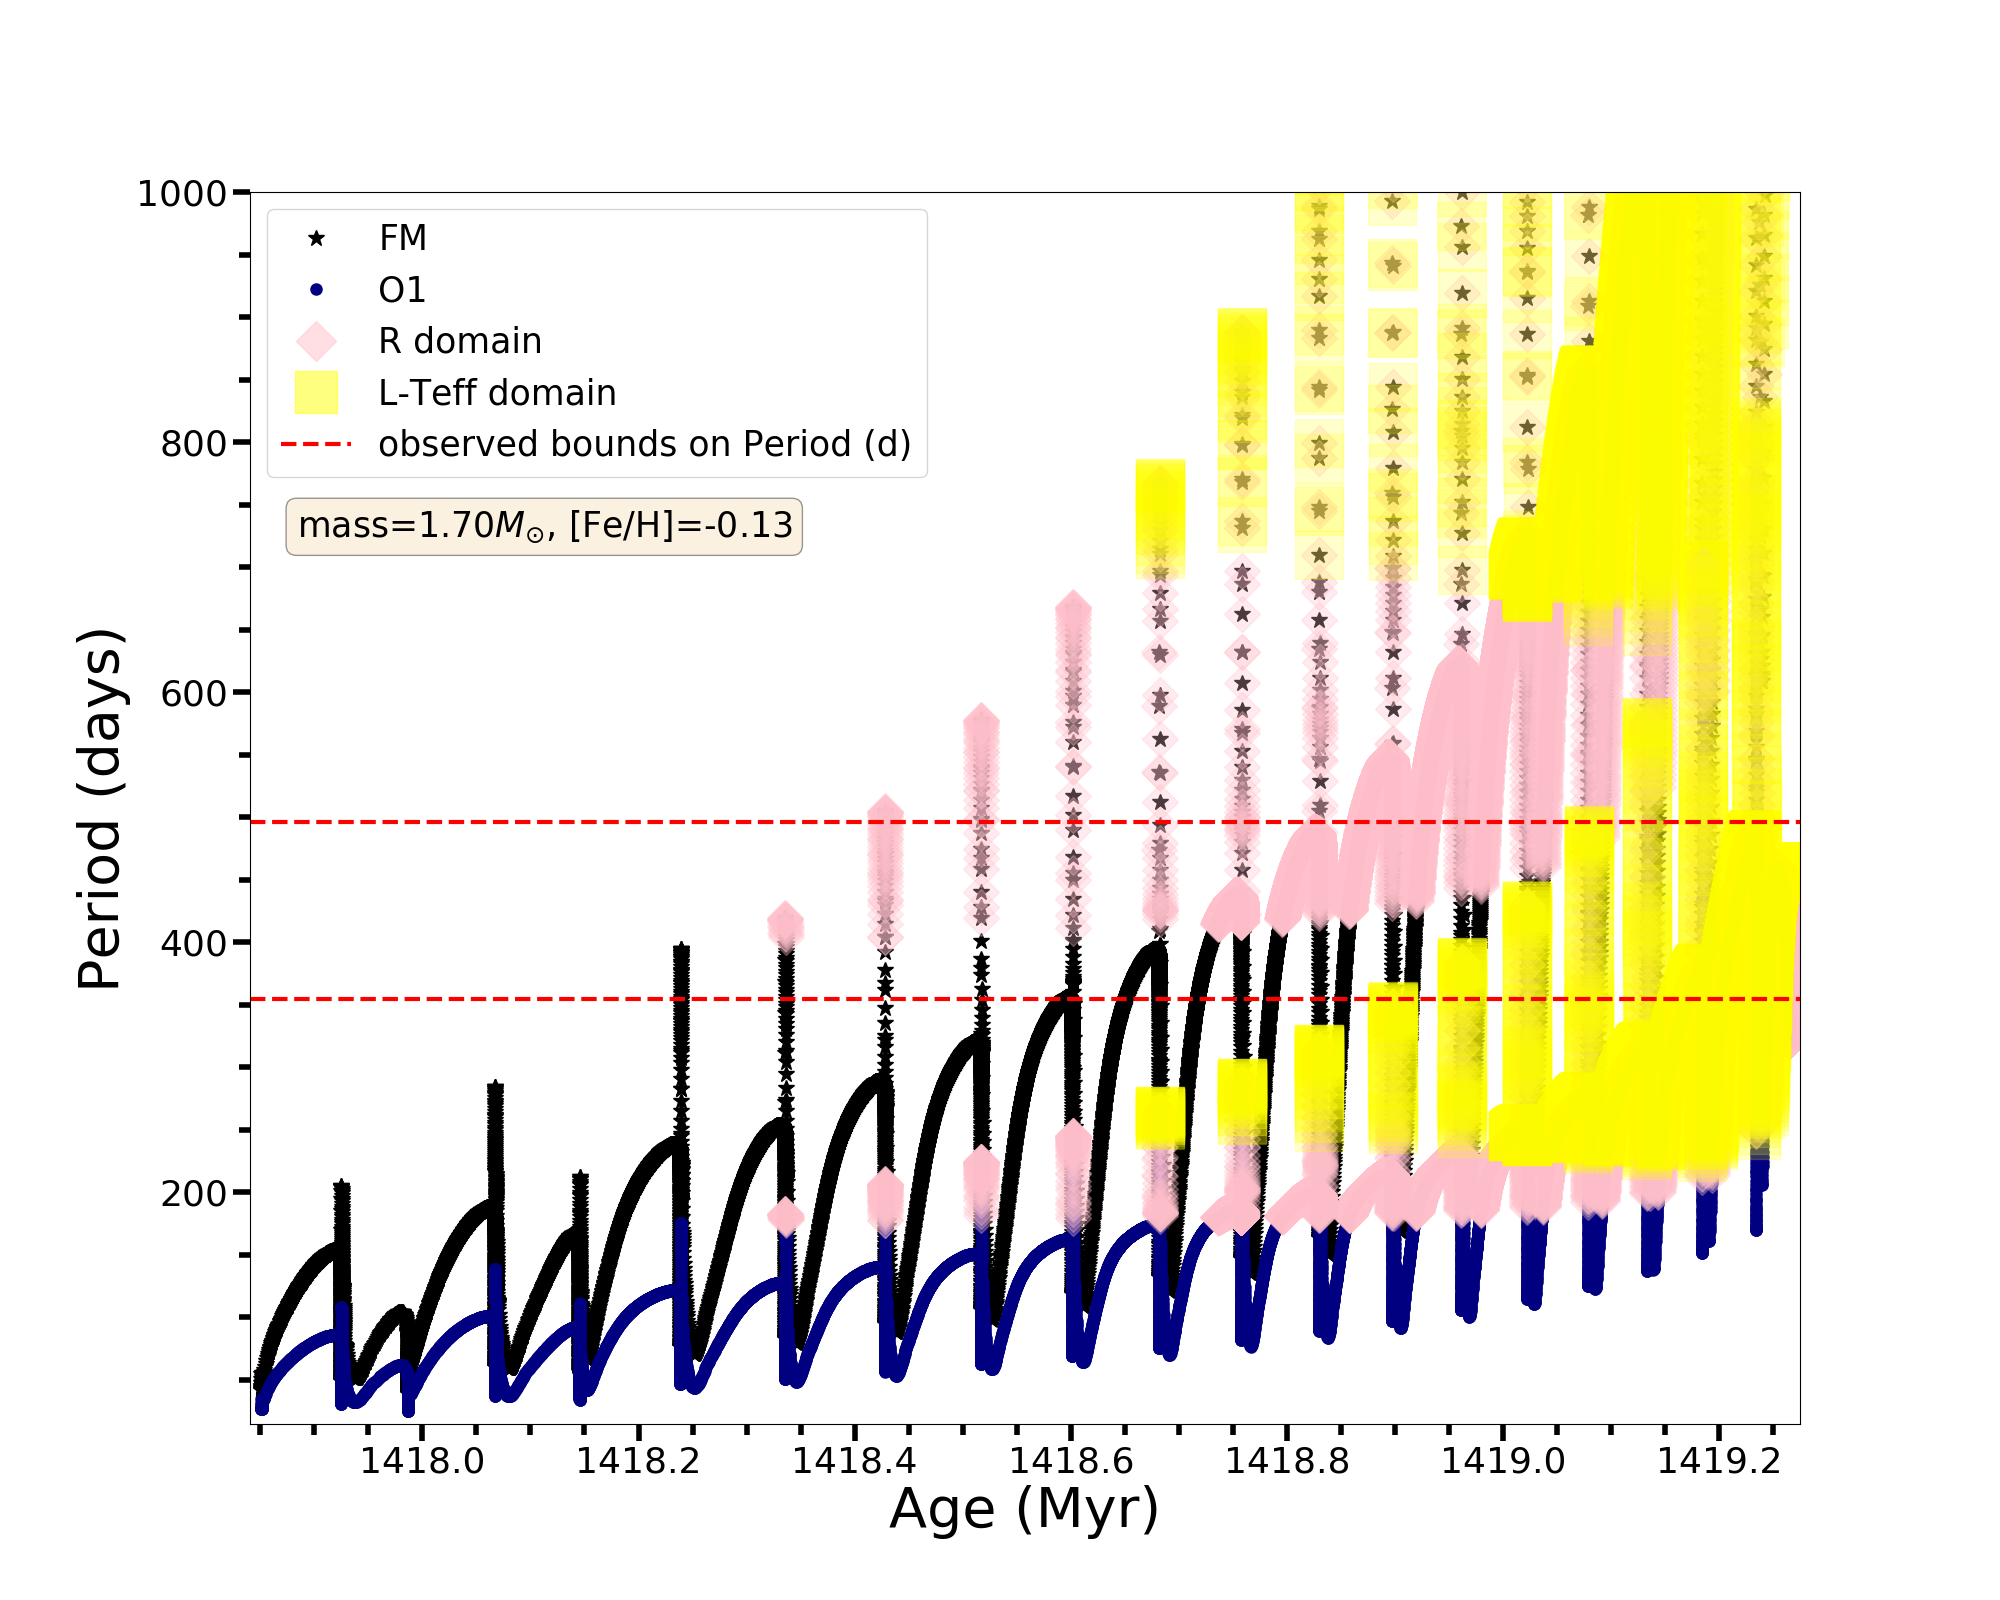 1000
800
600
400
200
Period (days)
FM
O1
R domain
L-Teff domain
observed bounds on Period (d)
mass=1.70M⊙, [Fe/H]=-0.13
1418.0 1418.2 1418.4 1418.6 1418.8 1419.0 1419.2
Age (Myr)